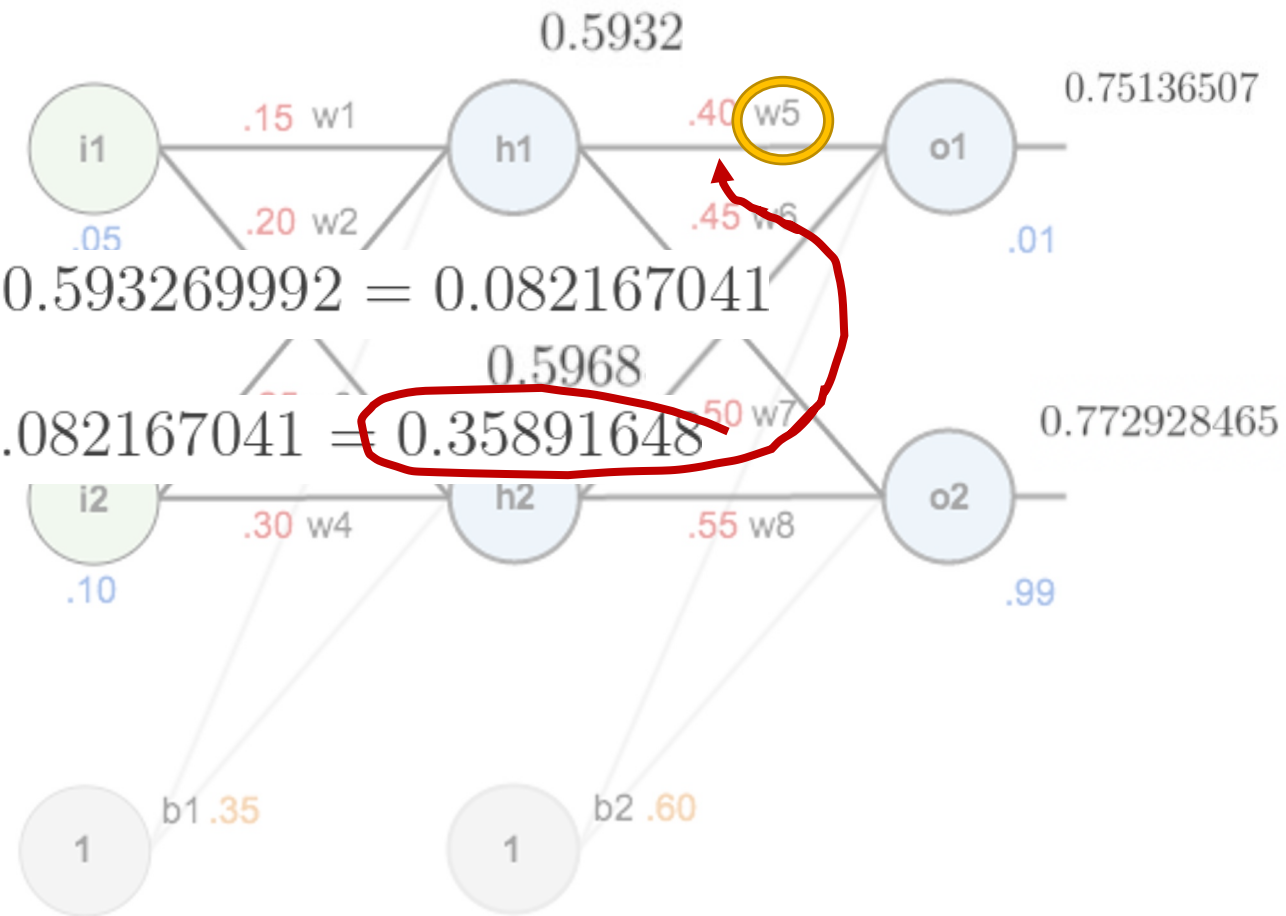 0.5932
0.75136507
.40 w5
.15 w1
i1
h1
o1
.20 w2
.45 w6
.05
.01
0.593269992 = 0.082167041
0.5968
.50 w7
0.772928465
.082167041 = 0.35891648
i2
h2
o2
.30 w4
.55 w8
.10
.99
b1 .35
b2 .60
1
1